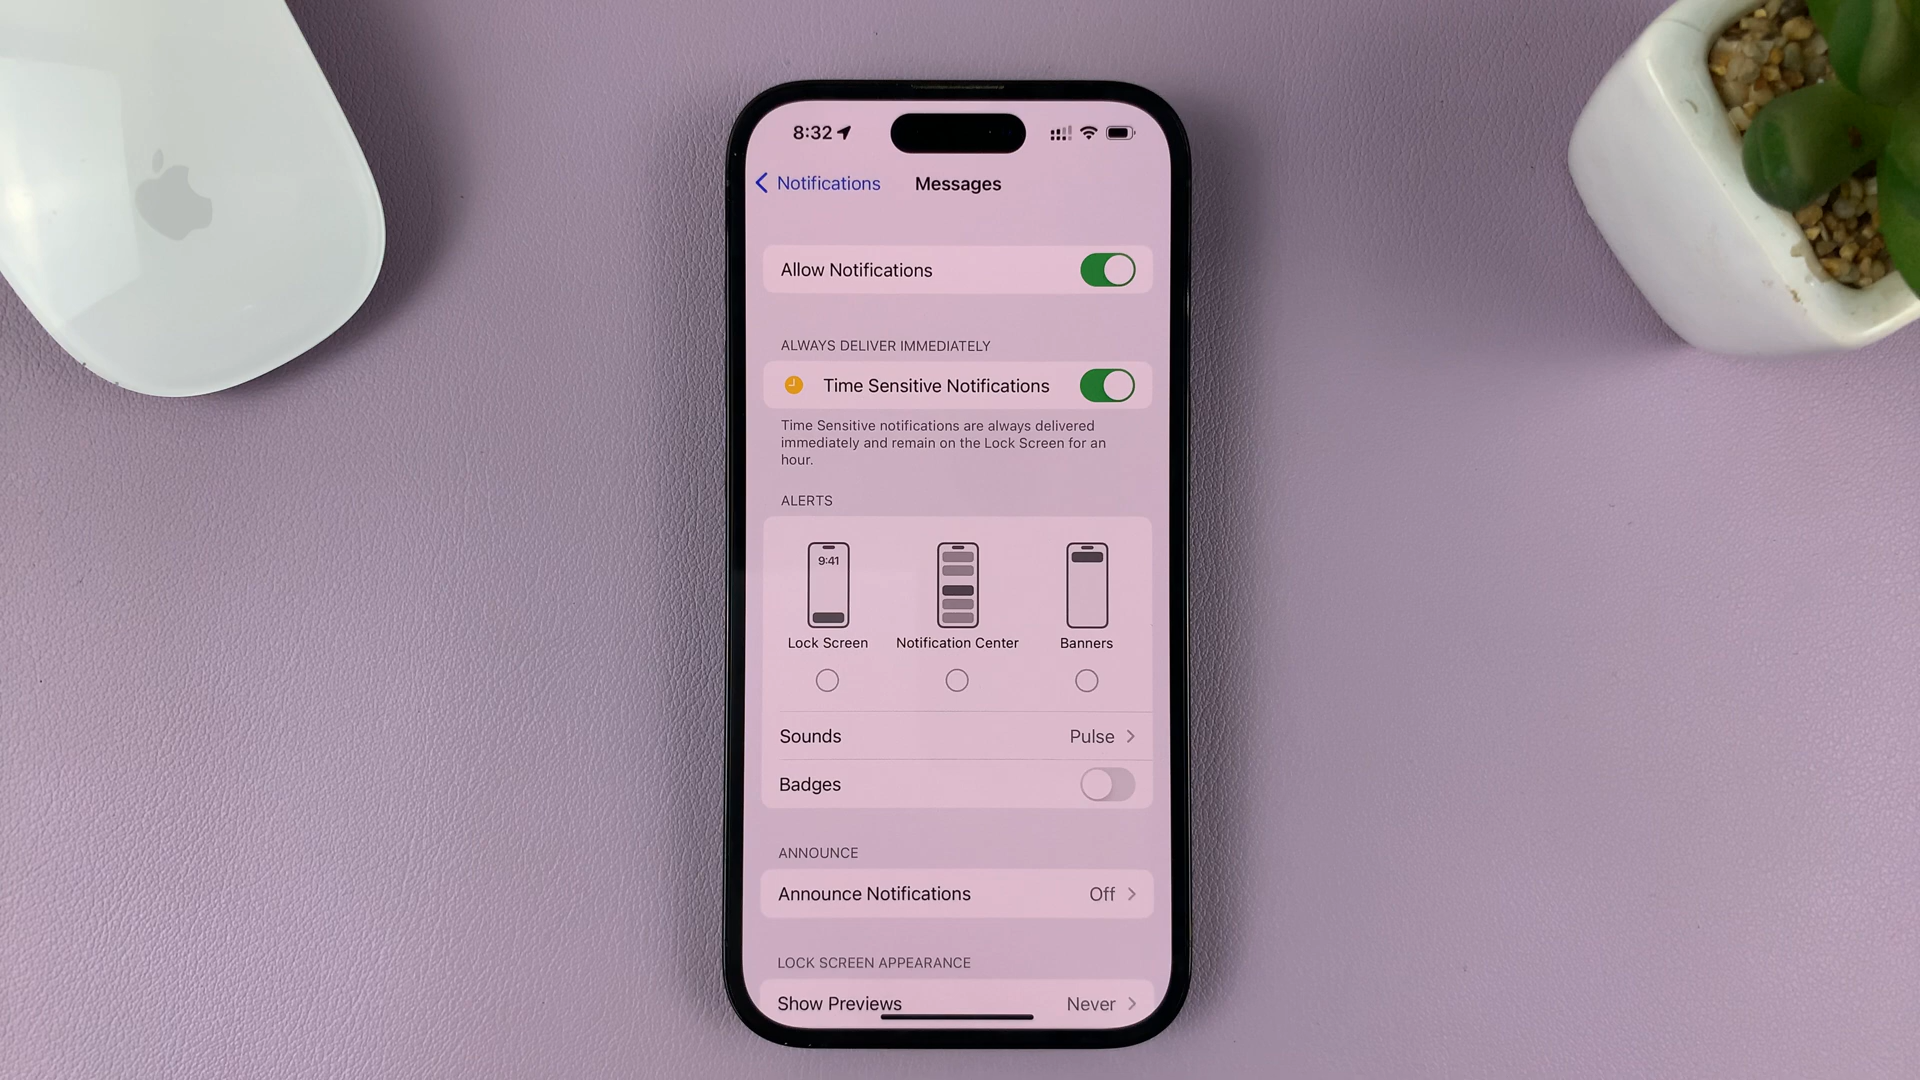 8:32
Notifications Messages
Allow Notifications
ALWAYS DELIVER IMMEDIATELY
Time Sensitive Notifications
Time Sensitive notifications are always delivered
immediately and remain on the Lock Screen for an
hour.
ALERTS
9:41
Lock Screen Notification Center Banners
Sounds Pulse
Badges
ANNOUNCE
Announce Notifications Off
LOCK SCREEN APPEARANCE
Show Previews Never